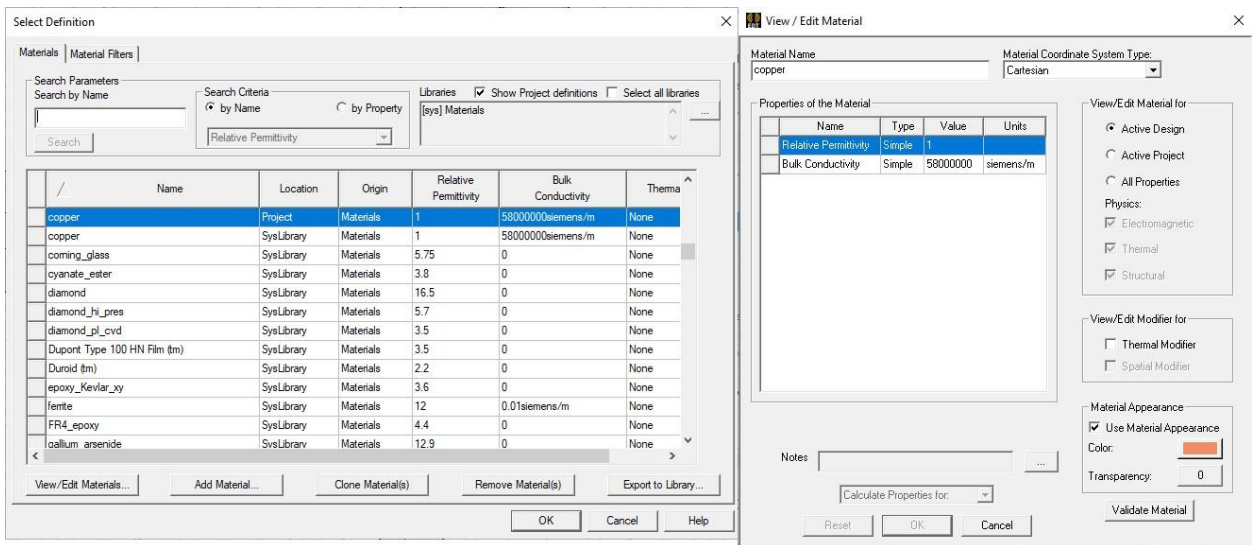 Select Definition
Materials
Material Filters
Search Parameters
Search by Name
Search
Search Criteria
by Name
by Property
Relative Permittivity
Libraries
Show Project definitions
Select all libraries
[sys] Materials
...
/ Name Location Origin Relative Permittivity Bulk Conductivity Therma
copper Project Materials 1 58000000siemens/m None
copper SysLibrary Materials 1 58000000siemens/m None
corning_glass SysLibrary Materials 5.75 0 None
cyanate_ester SysLibrary Materials 3.8 0 None
diamond SysLibrary Materials 16.5 0 None
diamond_hi_pres SysLibrary Materials 5.7 0 None
diamond_pl_cvd SysLibrary Materials 3.5 0 None
Dupont Type 100 HN Film (tm) SysLibrary Materials 3.5 0 None
Duroid (tm) SysLibrary Materials 2.2 0 None
epoxy_Kevlar_xy SysLibrary Materials 3.6 0 None
ferrite SysLibrary Materials 12 0.01siemens/m None
FR4_epoxy SysLibrary Materials 4.4 0 None
gallium_arsenide SysLibrary Materials 12.9 0 None
View/Edit Materials...
Add Material...
Clone Material(s)
Remove Material(s)
Export to Library...
OK
Cancel
Help
View / Edit Material
Material Name
copper
Material Coordinate System Type:
Cartesian
Properties of the Material
Name Type Value Units
Relative Permittivity Simple 1
Bulk Conductivity Simple 58000000 siemens/m
View/Edit Material for
Active Design
Active Project
All Properties
Physics:
Electromagnetic
Thermal
Structural
View/Edit Modifier for
Thermal Modifier
Spatial Modifier
Material Appearance
Use Material Appearance
Color:
Transparency: 0
Notes
...
Calculate Properties for:
Reset
OK
Cancel
Validate Material